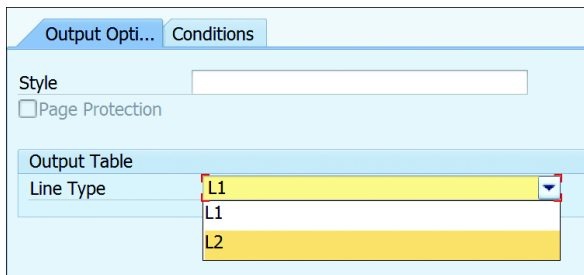 Output Opti... Conditions
Style
Page Protection
Output Table
Line Type L1
L1
L2